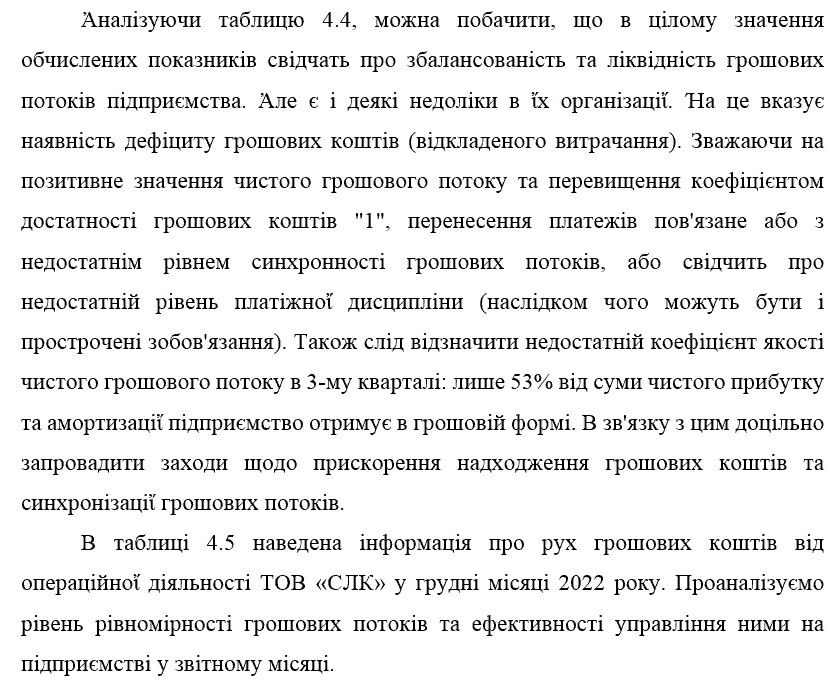 Аналізуючи таблицю 4.4, можна побачити, що в цілому значення
обчислених показників свідчать про збалансованість та ліквідність грошових
потоків підприємства. Але є і деякі недоліки в їх організації. На це вказує
наявність дефіциту грошових коштів (відкладеного витрачання). Зважаючи на
позитивне значення чистого грошового потоку та перевищення коефіцієнтом
достатності грошових коштів "1", перенесення платежів пов'язане або з
недостатнім рівнем синхронності грошових потоків, або свідчить про
недостатній рівень платіжної дисципліни (наслідком чого можуть бути і
прострочені зобов'язання). Також слід відзначити недостатній коефіцієнт якості
чистого грошового потоку в 3-му кварталі: лише 53% від суми чистого прибутку
та амортизації підприємство отримує в грошовій формі. В зв'язку з цим доцільно
запровадити заходи щодо прискорення надходження грошових коштів та
синхронізації грошових потоків.
В таблиці 4.5 наведена інформація про рух грошових коштів від
операційної діяльності ТОВ «СЛК» у грудні місяці 2022 року. Проаналізуємо
рівень рівномірності грошових потоків та ефективності управління ними на
підприємстві у звітному місяці.